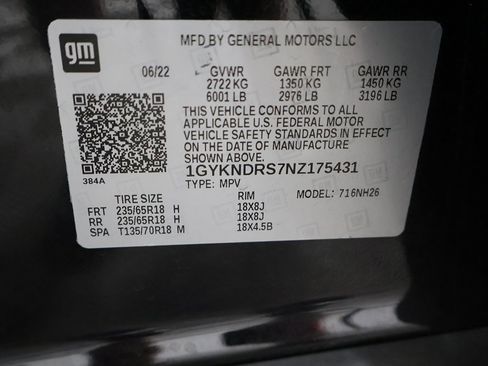 gm
MFD BY GENERAL MOTORS LLC
06/22 GVWR GAWR FRT GAWR RR
2722 KG 1350 KG 1450 KG
6001 LB 2976 LB 3196 LB
THIS VEHICLE CONFORMS TO ALL
APPLICABLE U.S. FEDERAL MOTOR
VEHICLE SAFETY STANDARDS IN EFFECT
ON THE DATE OF MANUFACTURE
SHOWN ABOVE.
1GYKNDRS7NZ175431
384A
TYPE: MPV MODEL: 716NH26
TIRE SIZE RIM
FRT 235/65R18 H 18X8J
RR 235/65R18 H 18X8J
SPA T135/70R18 M 18X4.5B